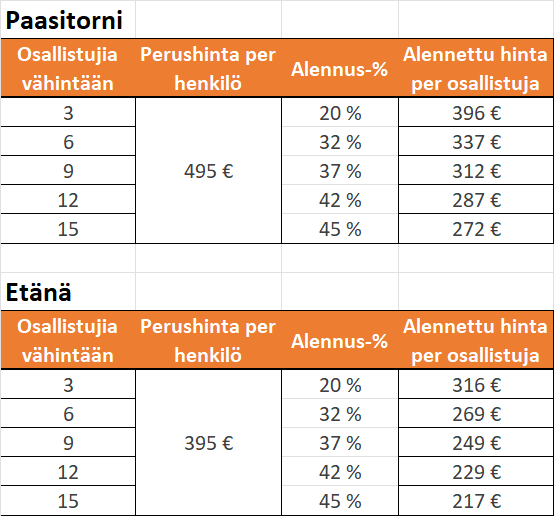 Paasitorni
Osallistujia vähintään Perushinta per henkilö Alennus-% Alennettu hinta per osallistuja
3 20 % 396 €
6 32 % 337 €
9 495 € 37 % 312 €
12 42 % 287 €
15 45 % 272 €
Etänä
Osallistujia vähintään Perushinta per henkilö Alennus-% Alennettu hinta per osallistuja
3 20 % 316 €
6 32 % 269 €
9 395 € 37 % 249 €
12 42 % 229 €
15 45 % 217 €